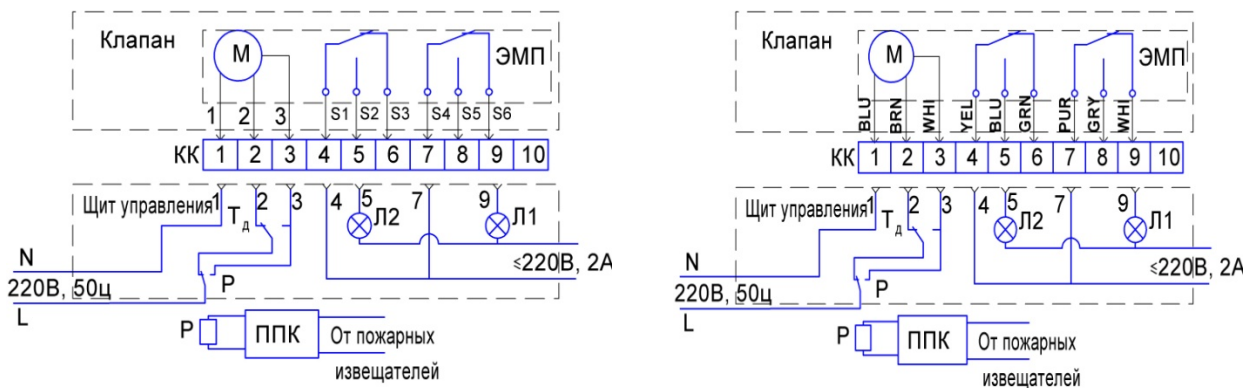 Клапан
М
ЭМП
1 2 3 S1 S2 S3 S4 S5 S6
КК 1 2 3 4 5 6 7 8 9 10
Щит управления 1 2 3 4 5 7 9
Тд Л2 Л1
N
220В, 50ц
L
Р
≤220В, 2А
Р ППК От пожарных
извещателей
Клапан
М
ЭМП
BLU BRN WHI YEL BLU GRN PUR GRY WHI
КК 1 2 3 4 5 6 7 8 9 10
Щит управления 1 2 3 4 5 7 9
Тд Л2 Л1
N
220В, 50ц
L
Р
≤220В, 2А
Р ППК От пожарных
извещателей